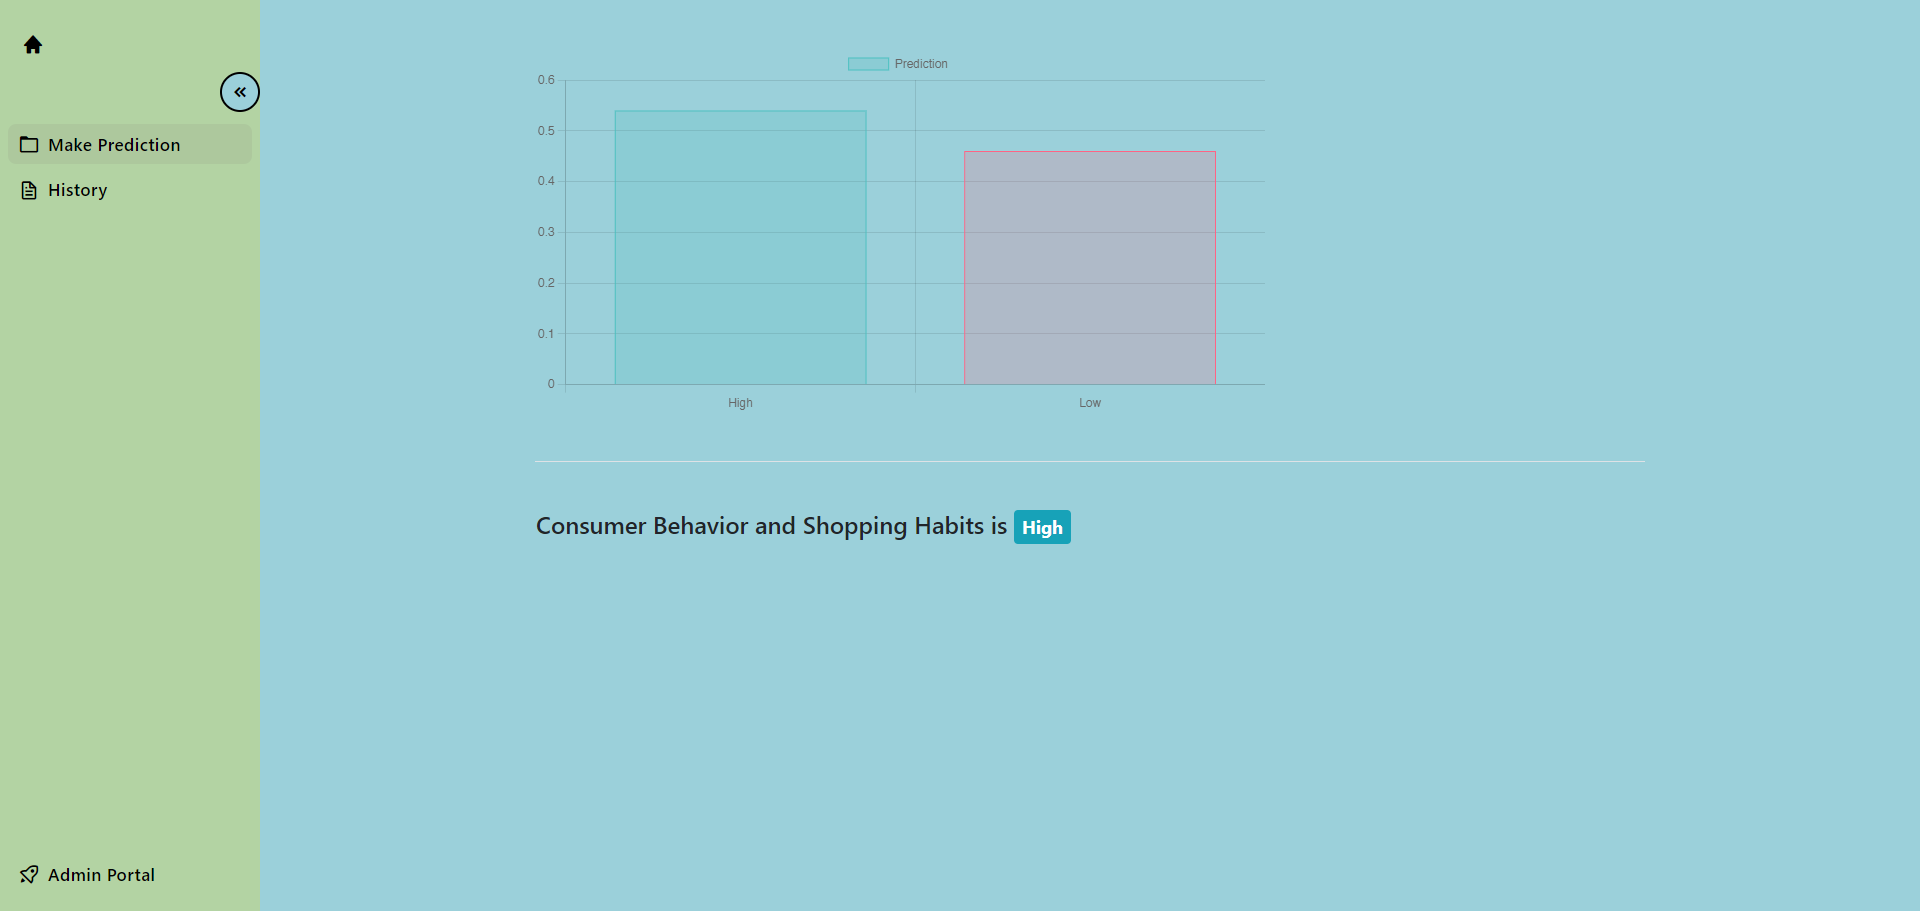 Make Prediction
History
Admin Portal
Prediction
0.6
0.5
0.4
0.3
0.2
0.1
0
High Low
Consumer Behavior and Shopping Habits is High